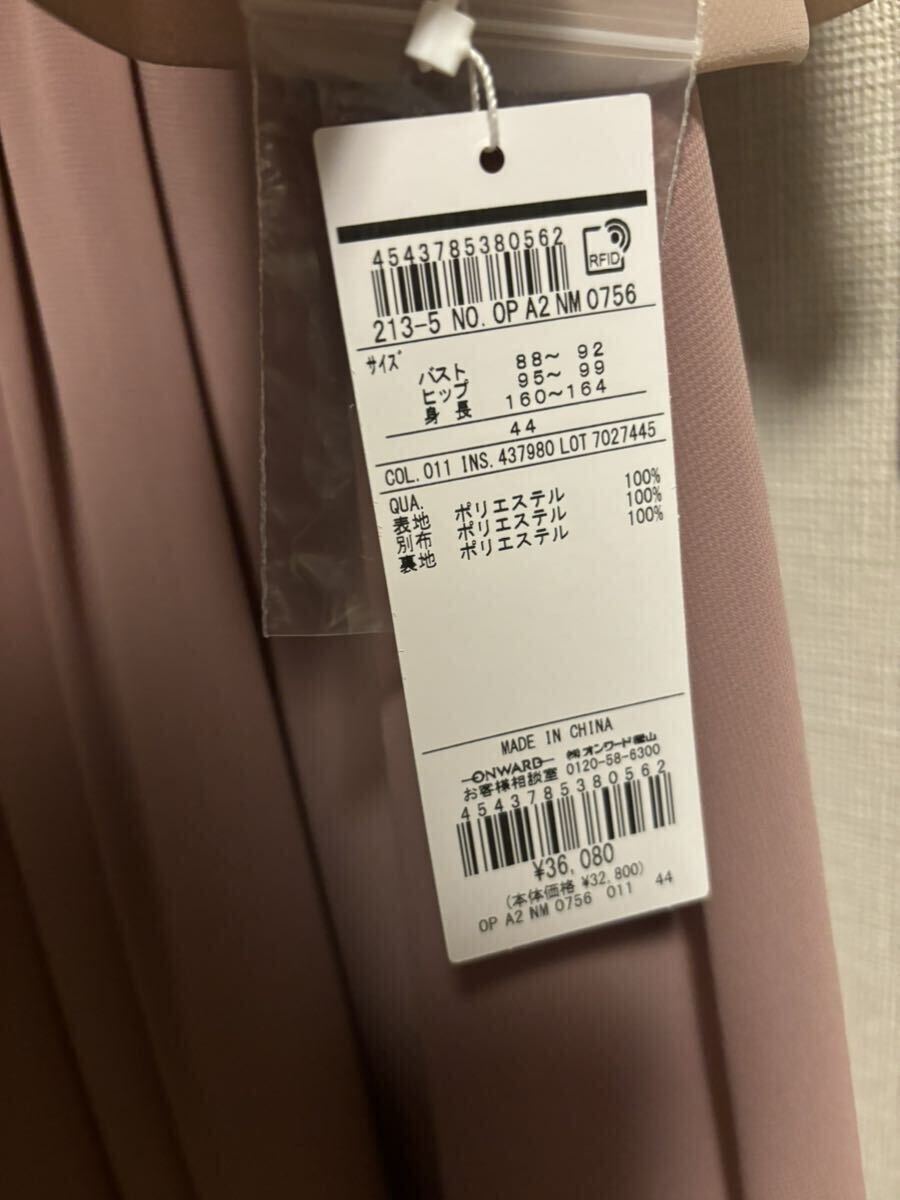 4543785380562
RFID
213-5 NO. OP A2 NM 0756
サイズ
バスト 88〜 92
ヒップ 95〜 99
身長 160〜164
44
COL. 011 INS. 437980 LOT 7027445
QUA.
表地 ポリエステル 100%
別布 ポリエステル 100%
裏地 ポリエステル 100%
MADE IN CHINA
ONWARD ㈱オンワード樫山
お客様相談室 0120-58-6300
4543785380562
¥36,080
(本体価格 ¥32,800)
OP A2 NM 0756 011 44